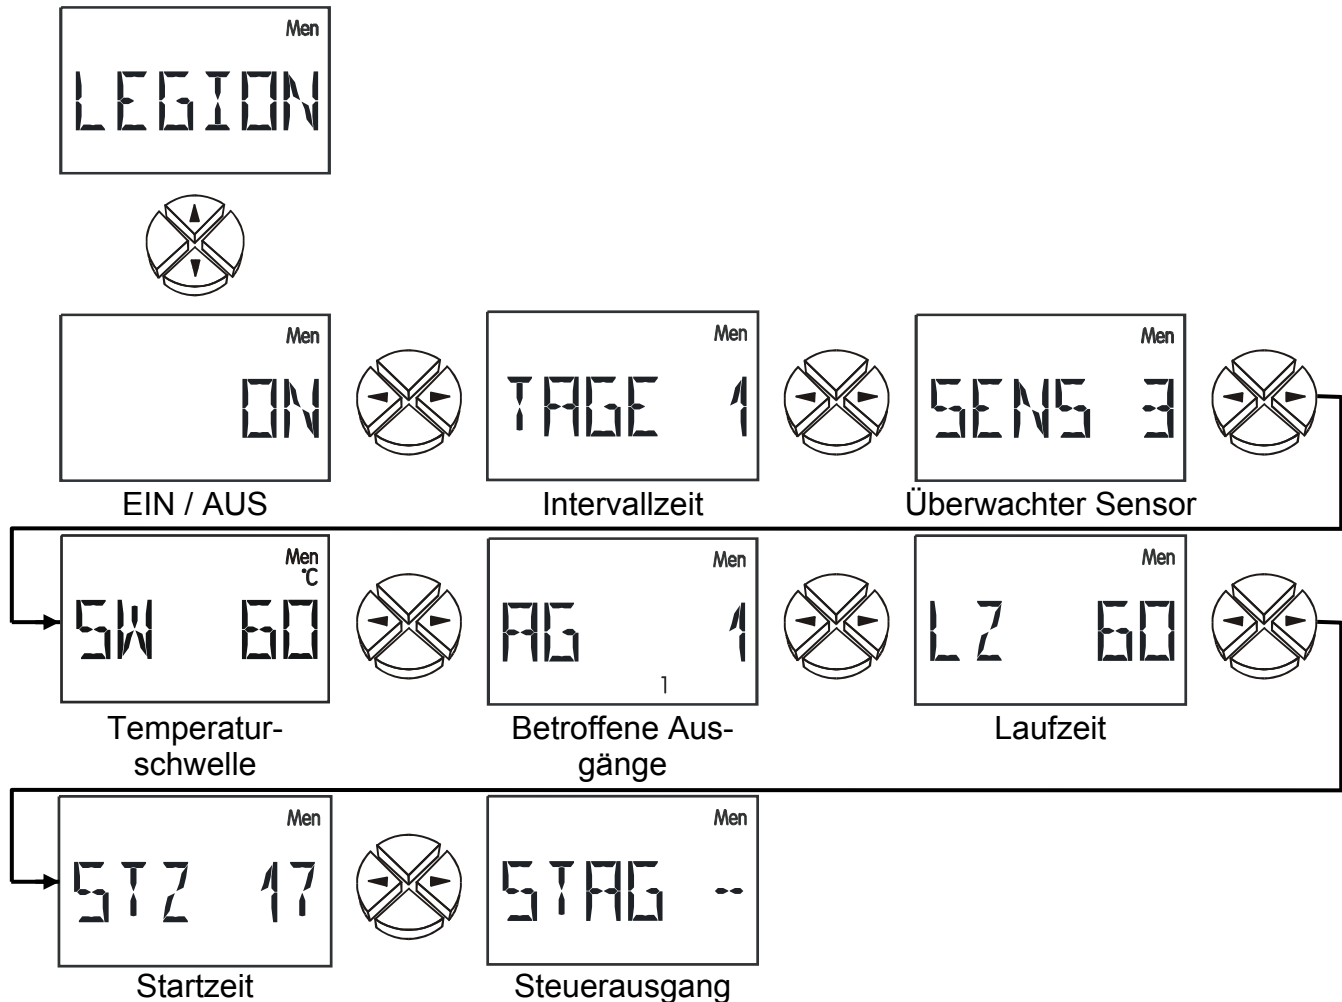 Men
LEGION
Men
ON
EIN / AUS
Men
TAGE 1
Intervallzeit
Men
SENS 3
Überwachter Sensor
Men
°C
SW 60
Temperatur-
schwelle
Men
AG 1
1
Betroffene Aus-
gänge
Men
LZ 60
Laufzeit
Men
STZ 17
Startzeit
Men
STAG --
Steuerausgang